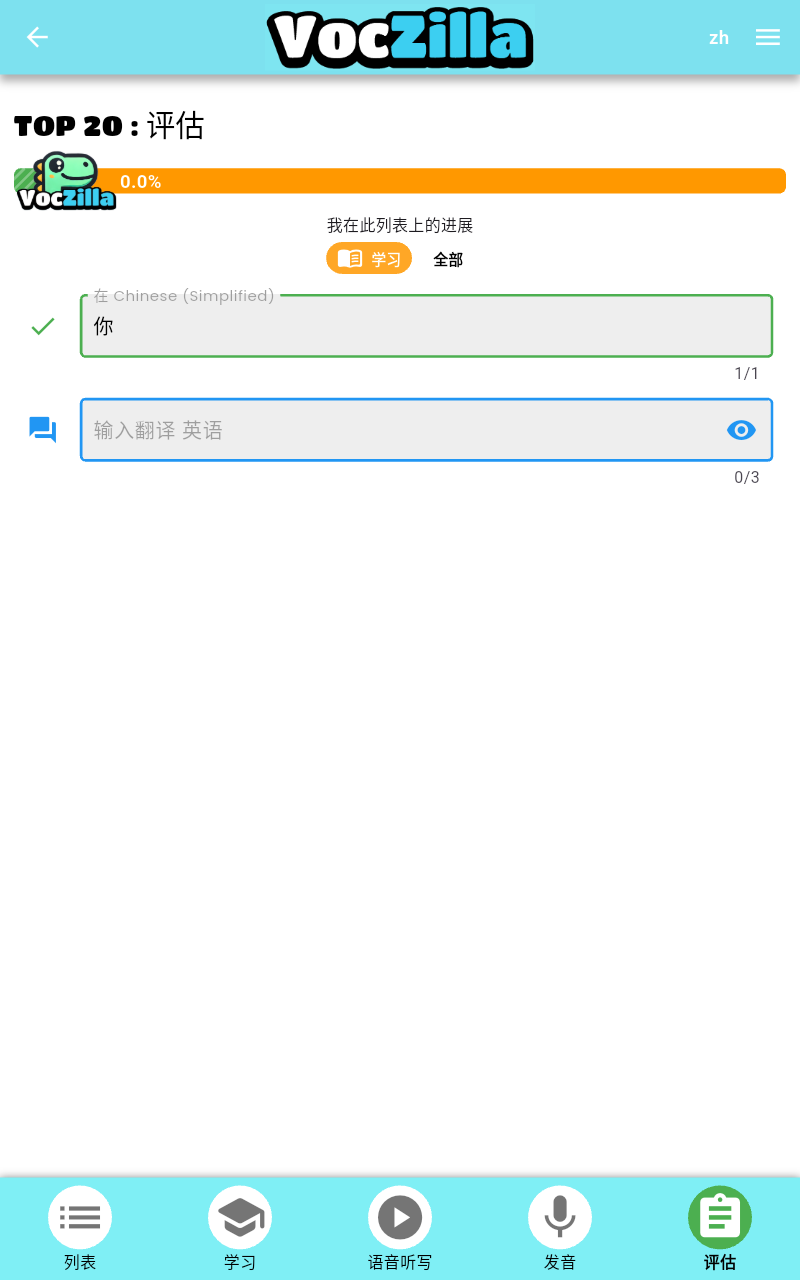 VocZilla
zh
TOP 20 : 评估
VocZilla
0.0%
我在此列表上的进展
学习
全部
在 Chinese (Simplified)
你
1/1
输入翻译 英语
0/3
列表
学习
语音听写
发音
评估